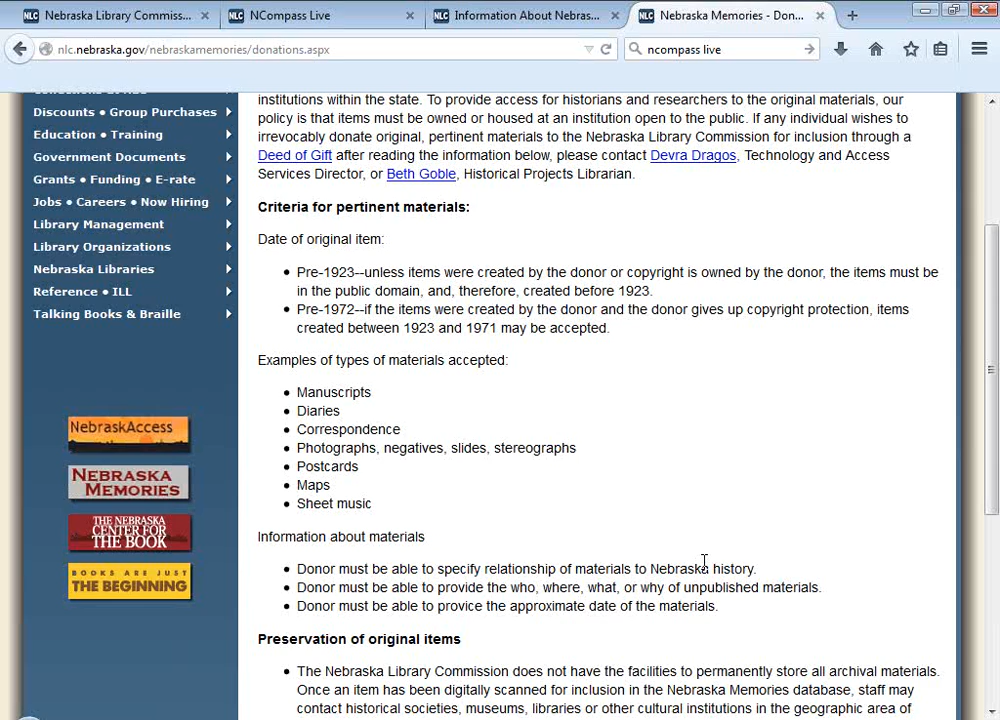 Nebraska Library Commiss...
NCompass Live
Information About Nebras...
Nebraska Memories - Don...
nlc.nebraska.gov/nebraskamemories/donations.aspx
ncompass live
Discounts • Group Purchases
Education • Training
Government Documents
Grants • Funding • E-rate
Jobs • Careers • Now Hiring
Library Management
Library Organizations
Nebraska Libraries
Reference • ILL
Talking Books & Braille
NebraskAccess
NEBRASKA
MEMORIES
THE NEBRASKA
CENTER FOR
THE BOOK
BOOKS ARE JUST
THE BEGINNING
institutions within the state. To provide access for historians and researchers to the original materials, our
policy is that items must be owned or housed at an institution open to the public. If any individual wishes to
irrevocably donate original, pertinent materials to the Nebraska Library Commission for inclusion through a
Deed of Gift after reading the information below, please contact Devra Dragos, Technology and Access
Services Director, or Beth Goble, Historical Projects Librarian.
Criteria for pertinent materials:
Date of original item:
• Pre-1923--unless items were created by the donor or copyright is owned by the donor, the items must be
in the public domain, and, therefore, created before 1923.
• Pre-1972--if the items were created by the donor and the donor gives up copyright protection, items
created between 1923 and 1971 may be accepted.
Examples of types of materials accepted:
• Manuscripts
• Diaries
• Correspondence
• Photographs, negatives, slides, stereographs
• Postcards
• Maps
• Sheet music
Information about materials
• Donor must be able to specify relationship of materials to Nebraska history.
• Donor must be able to provide the who, where, what, or why of unpublished materials.
• Donor must be able to provice the approximate date of the materials.
Preservation of original items
• The Nebraska Library Commission does not have the facilities to permanently store all archival materials.
Once an item has been digitally scanned for inclusion in the Nebraska Memories database, staff may
contact historical societies, museums, libraries or other cultural institutions in the geographic area of